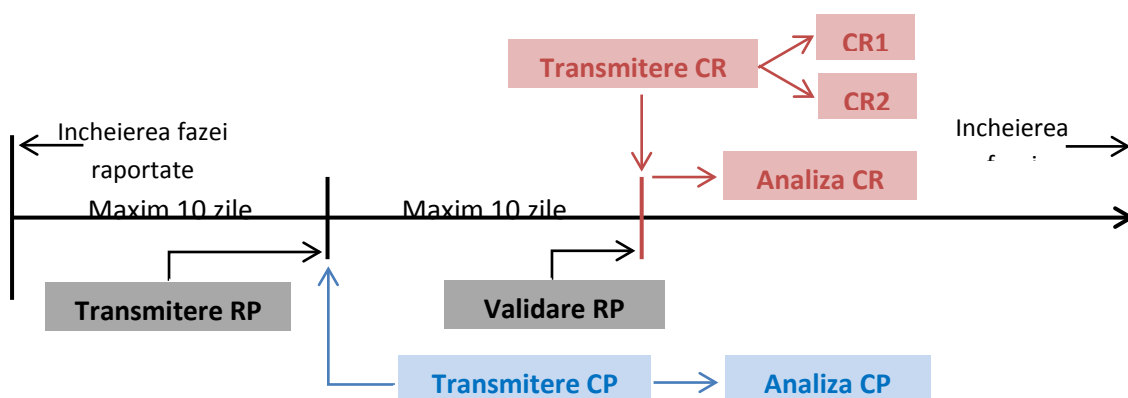 CR1
Transmitere CR
CR2
Incheierea fazei
raportate
Incheierea
Analiza CR
Maxim 10 zile
Maxim 10 zile
Transmitere RP
Validare RP
Transmitere CP
Analiza CP